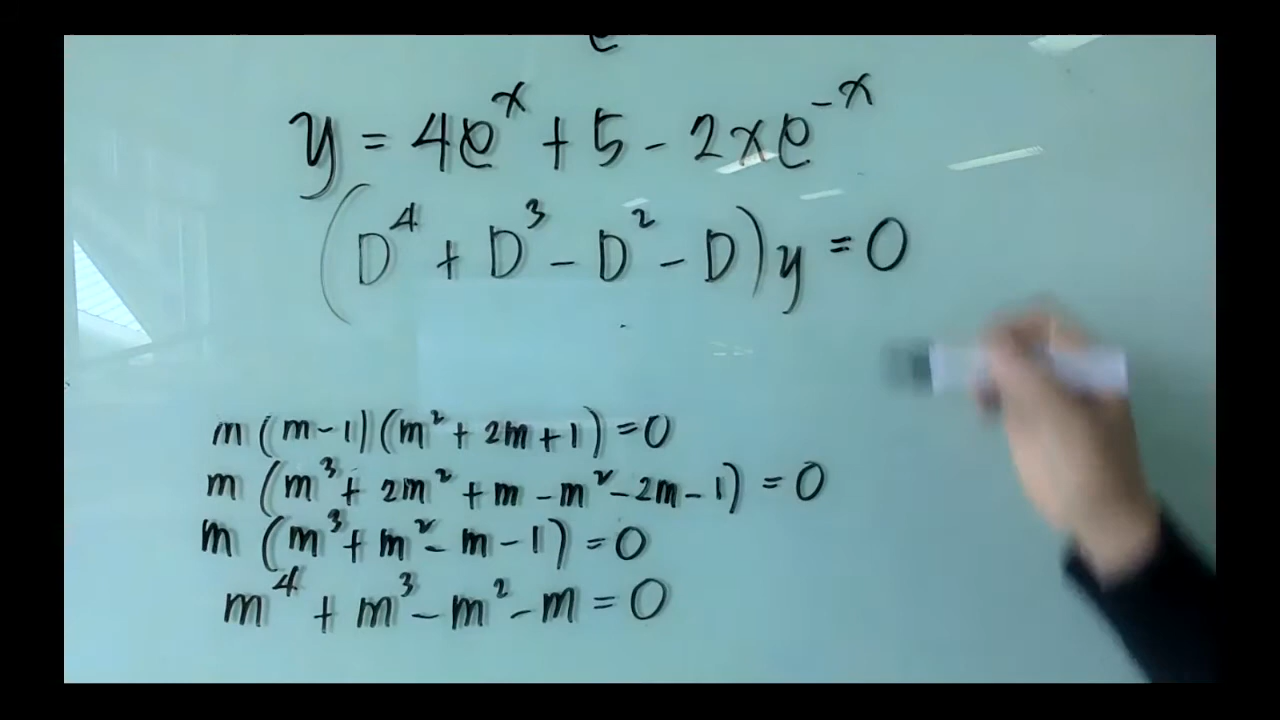 e
y = 4e^x + 5 - 2xe^-x
(D^4 + D^3 - D^2 - D)y = 0
m(m-1)(m^2 + 2m + 1) = 0
m(m^3 + 2m^2 + m - m^2 - 2m - 1) = 0
m(m^3 + m^2 - m - 1) = 0
m^4 + m^3 - m^2 - m = 0